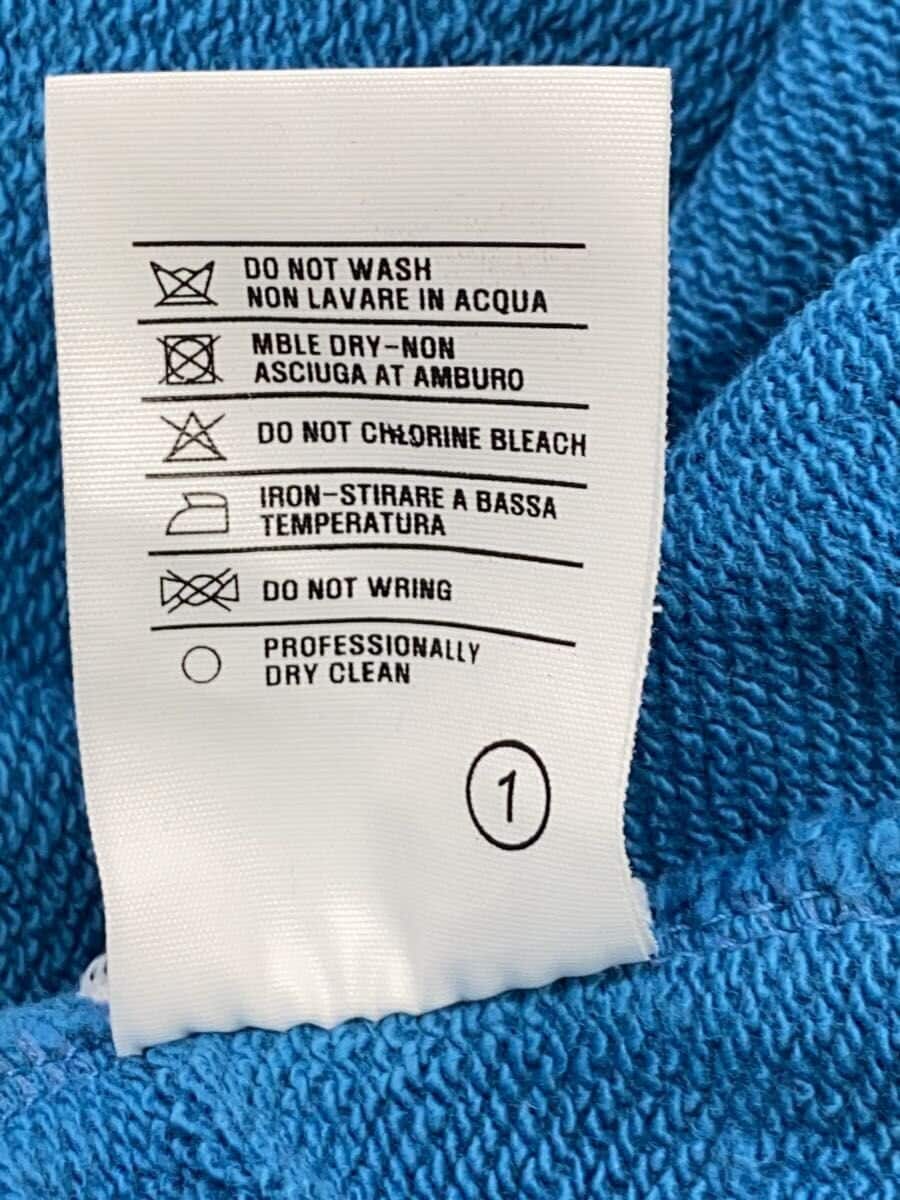 DO NOT WASH
NON LAVARE IN ACQUA
MBLE DRY-NON
ASCIUGA AT AMBURO
DO NOT CHLORINE BLEACH
IRON-STIRARE A BASSA
TEMPERATURA
DO NOT WRING
PROFESSIONALLY
DRY CLEAN
1